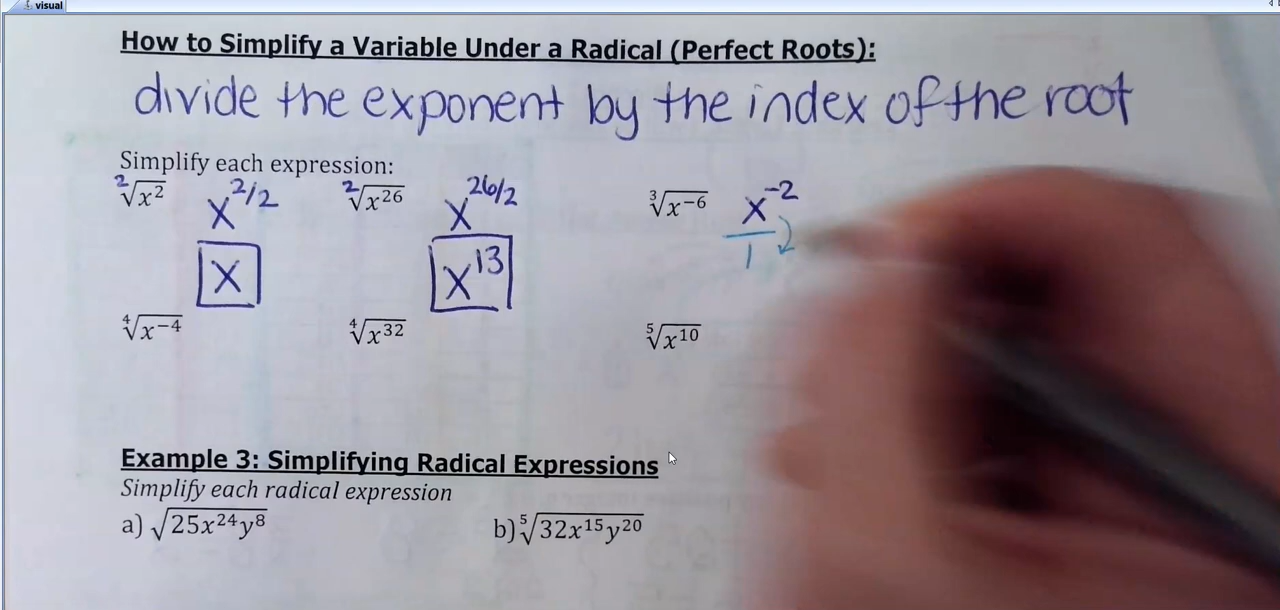 visual
How to Simplify a Variable Under a Radical (Perfect Roots):
divide the exponent by the index of the root
Simplify each expression:
²√x² x^2/2 ²√x²⁶ x^26/2 ³√x⁻⁶ x⁻²
x x¹³ 1
⁴√x⁻⁴ ⁴√x³² ⁵√x¹⁰
Example 3: Simplifying Radical Expressions
Simplify each radical expression
a) √25x²⁴y⁸ b) ⁵√32x¹⁵y²⁰